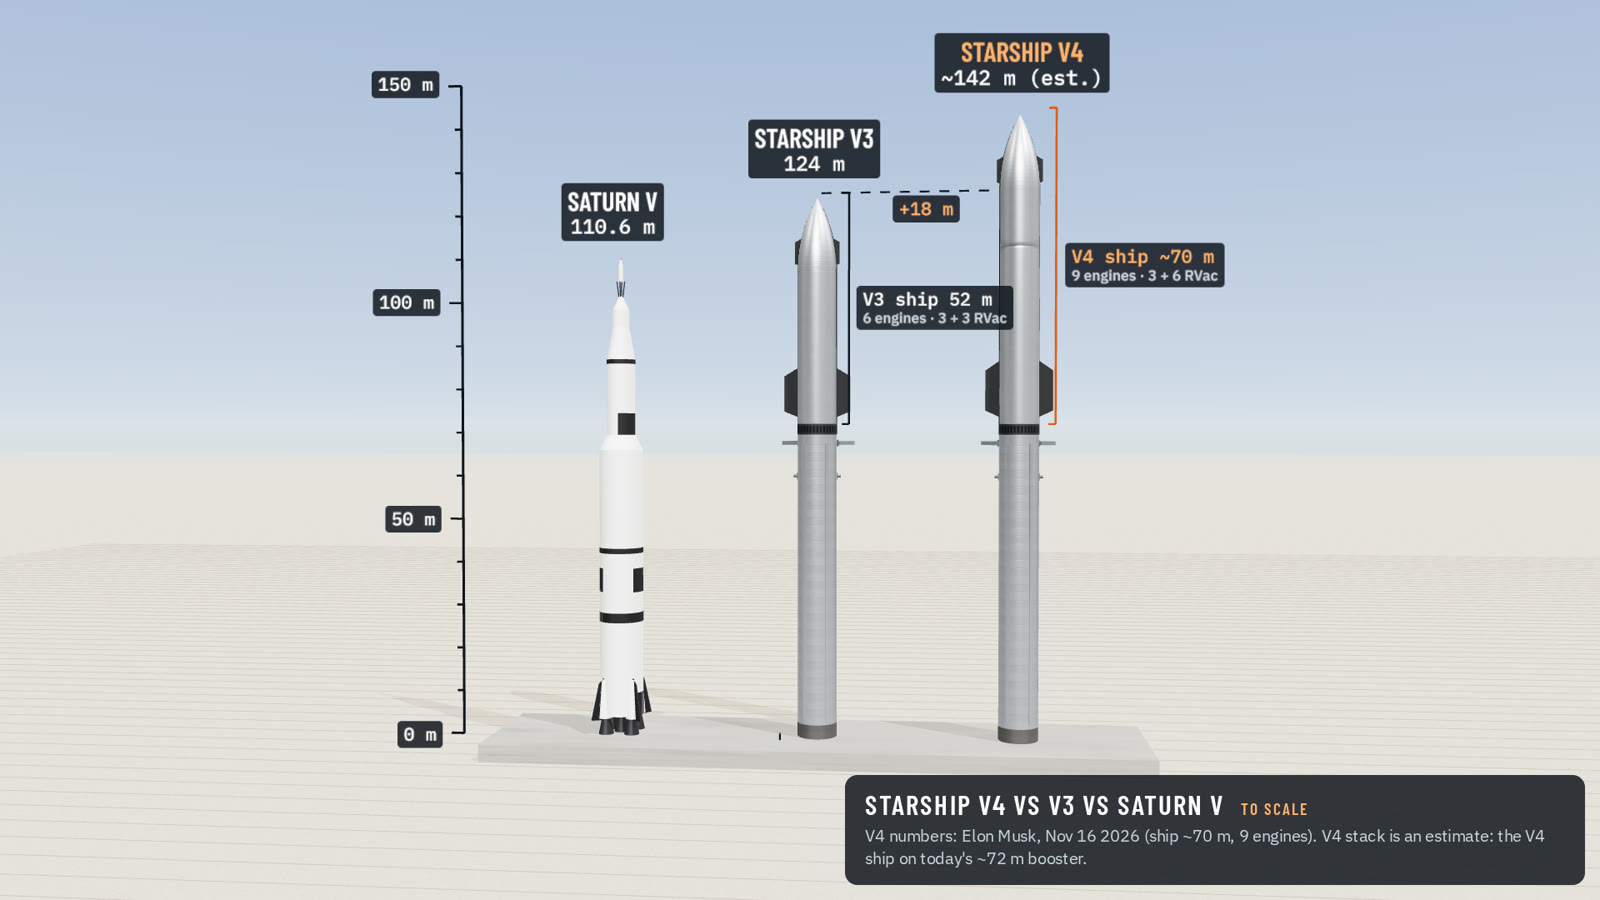 STARSHIP V4
~142 m (est.)
150 m
STARSHIP V3
124 m
SATURN V
110.6 m
+18 m
V4 ship ~70 m
9 engines · 3 + 6 RVac
V3 ship 52 m
6 engines · 3 + 3 RVac
100 m
50 m
0 m
STARSHIP V4 VS V3 VS SATURN V TO SCALE
V4 numbers: Elon Musk, Nov 16 2026 (ship ~70 m, 9 engines). V4 stack is an estimate: the V4
ship on today's ~72 m booster.